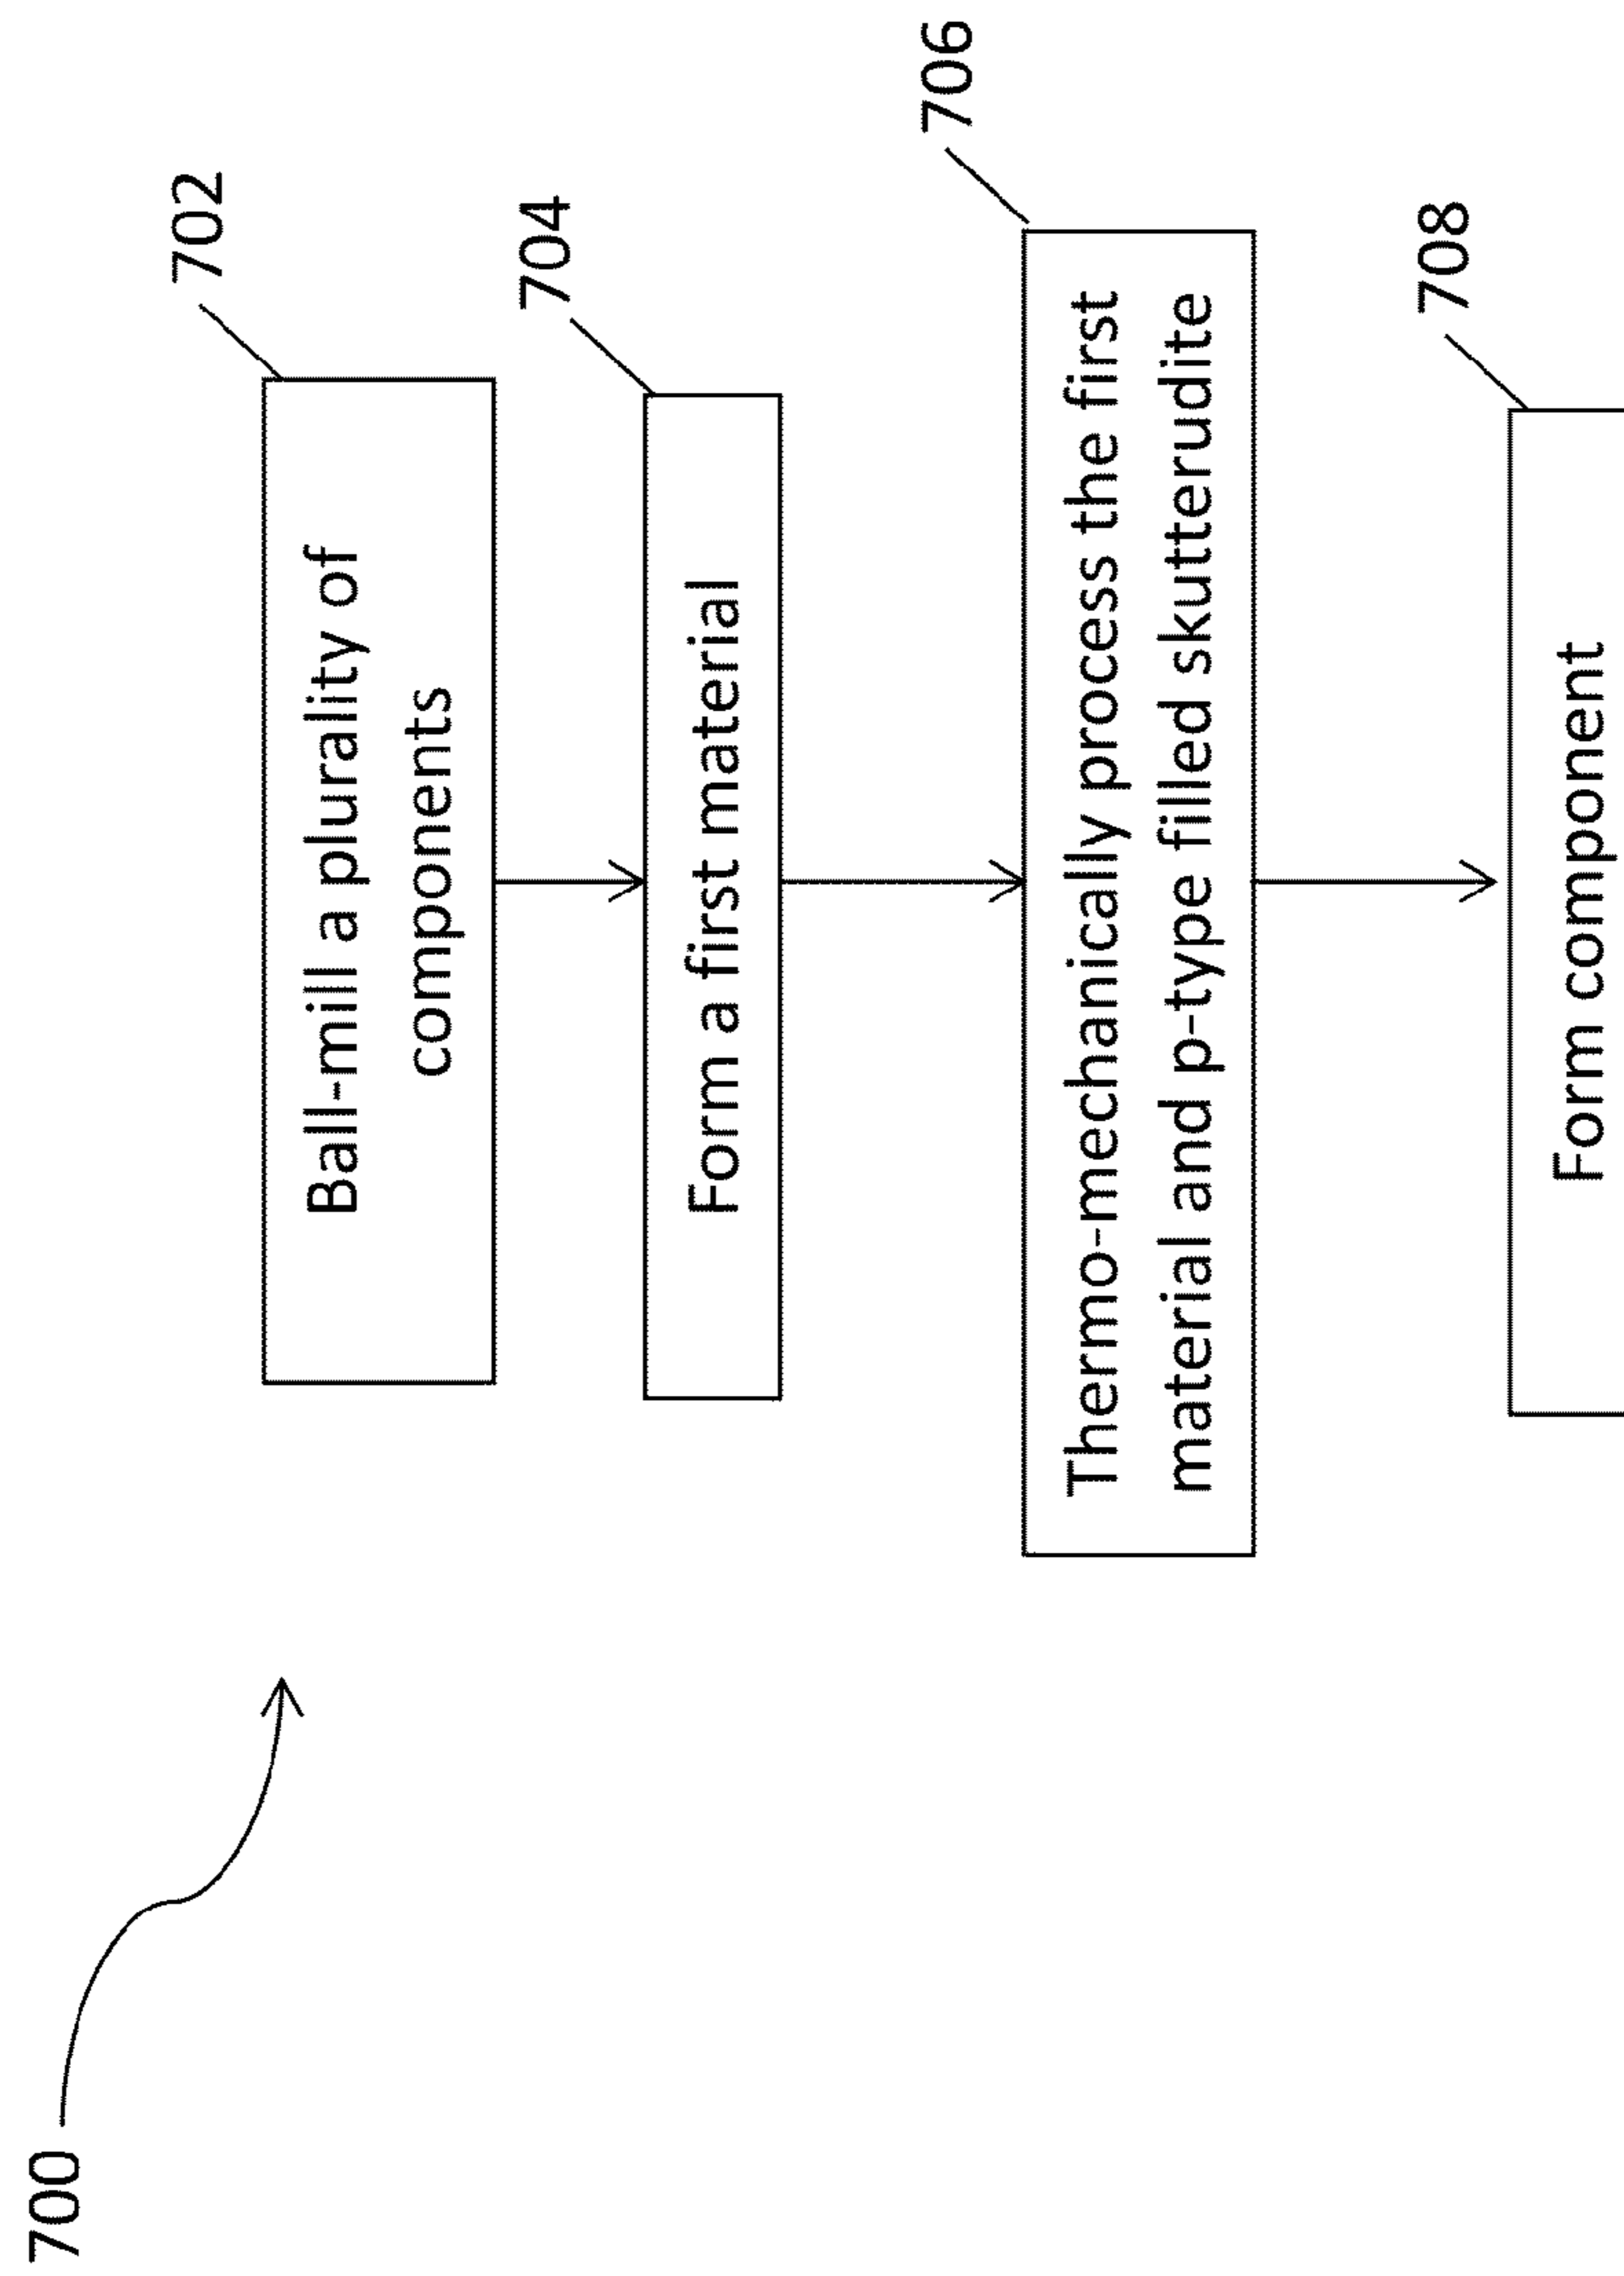 700
702
Ball-mill a plurality of
components
704
Form a first material
706
Thermo-mechanically process the first
material and p-type filled skutterudite
708
Form component